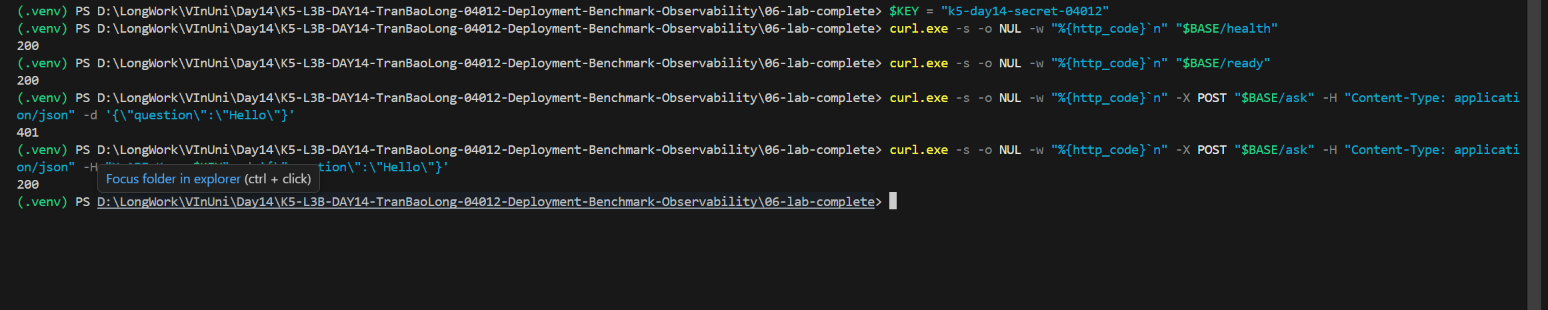 (.venv) PS D:\LongWork\VInUni\Day14\K5-L3B-DAY14-TranBaoLong-04012-Deployment-Benchmark-Observability\06-lab-complete> $KEY = "k5-day14-secret-04012"
(.venv) PS D:\LongWork\VInUni\Day14\K5-L3B-DAY14-TranBaoLong-04012-Deployment-Benchmark-Observability\06-lab-complete> curl.exe -s -o NUL -w "%{http_code}`n" "$BASE/health"
200
(.venv) PS D:\LongWork\VInUni\Day14\K5-L3B-DAY14-TranBaoLong-04012-Deployment-Benchmark-Observability\06-lab-complete> curl.exe -s -o NUL -w "%{http_code}`n" "$BASE/ready"
200
(.venv) PS D:\LongWork\VInUni\Day14\K5-L3B-DAY14-TranBaoLong-04012-Deployment-Benchmark-Observability\06-lab-complete> curl.exe -s -o NUL -w "%{http_code}`n" -X POST "$BASE/ask" -H "Content-Type: applicati
on/json" -d '{\"question\":\"Hello\"}'
401
(.venv) PS D:\LongWork\VInUni\Day14\K5-L3B-DAY14-TranBaoLong-04012-Deployment-Benchmark-Observability\06-lab-complete> curl.exe -s -o NUL -w "%{http_code}`n" -X POST "$BASE/ask" -H "Content-Type: applicati
on/json" -H stion\":\"Hello\"}'
Focus folder in explorer (ctrl + click)
200
(.venv) PS D:\LongWork\VInUni\Day14\K5-L3B-DAY14-TranBaoLong-04012-Deployment-Benchmark-Observability\06-lab-complete>